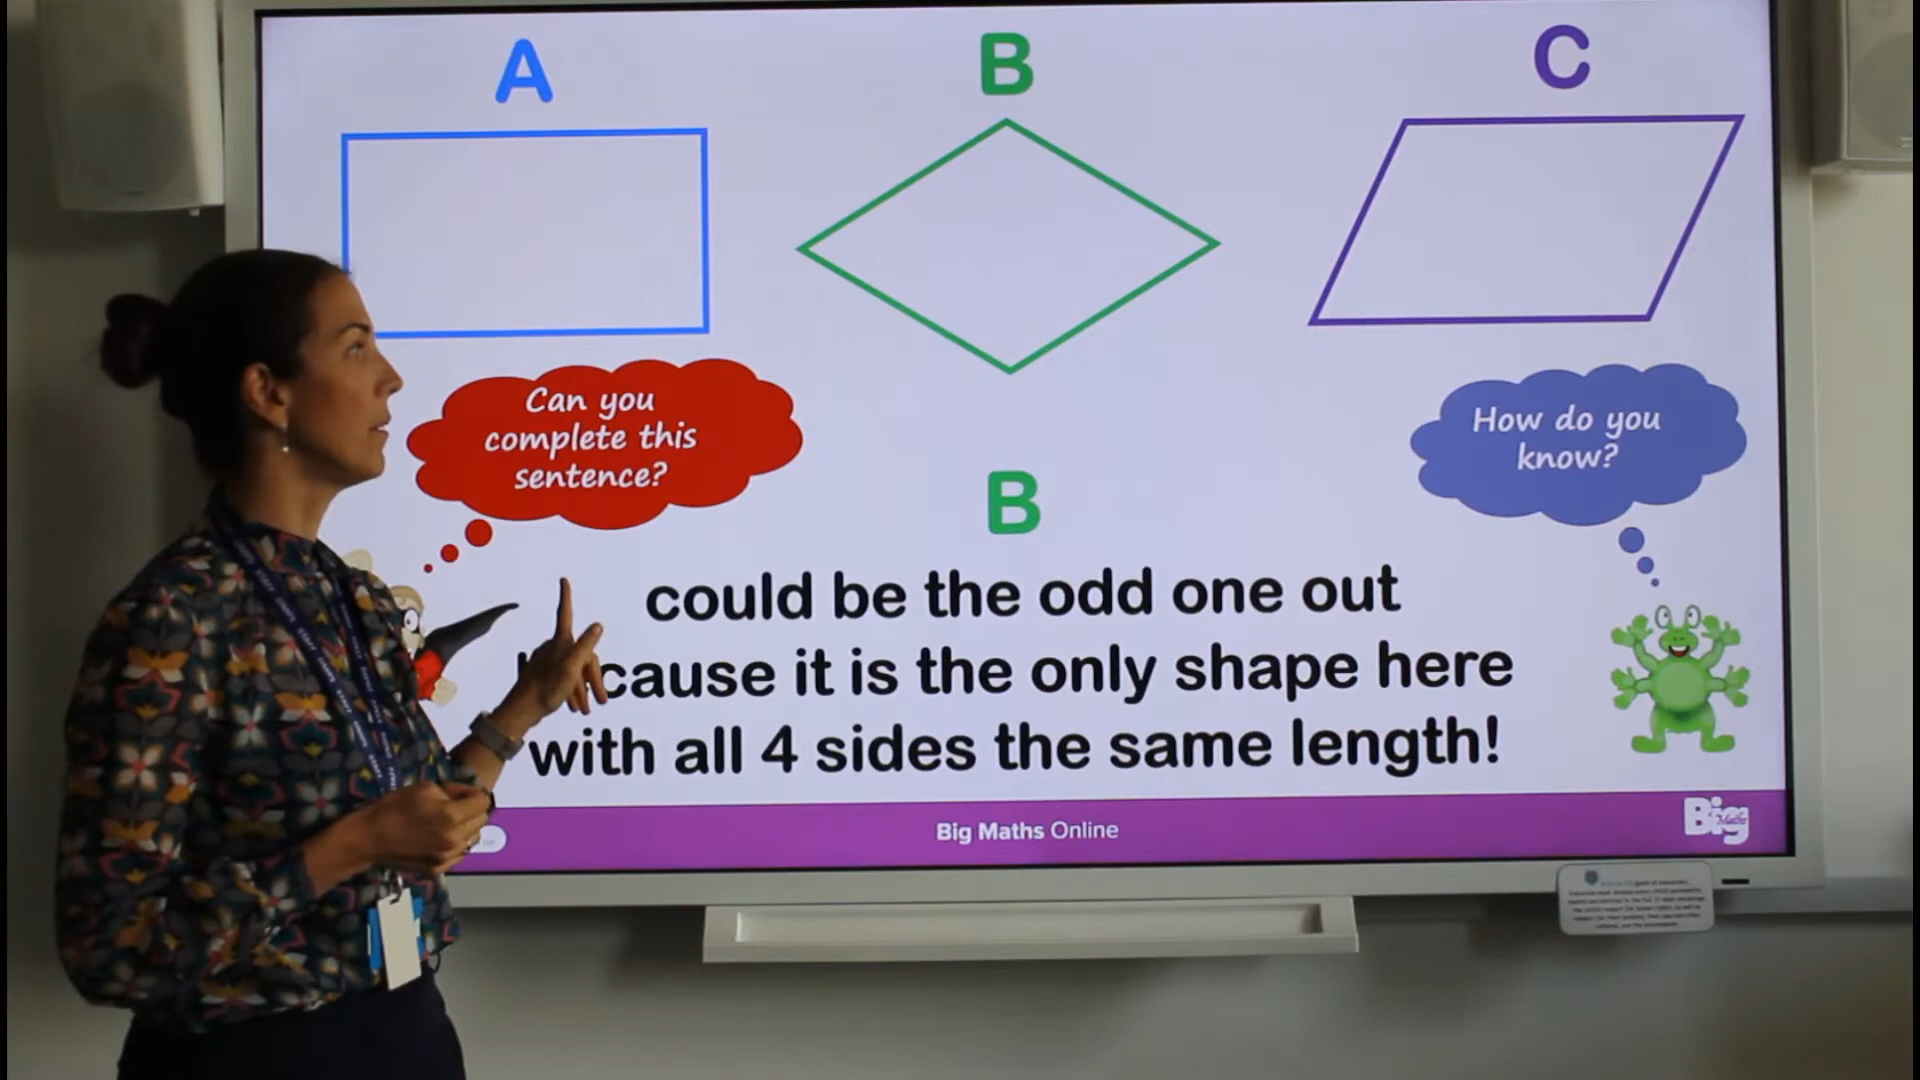 A
B
C
Can you
complete this
sentence?
How do you
know?
B
could be the odd one out
it is the only shape here
with all 4 sides the same length!
Big Maths Online
Big
Maths